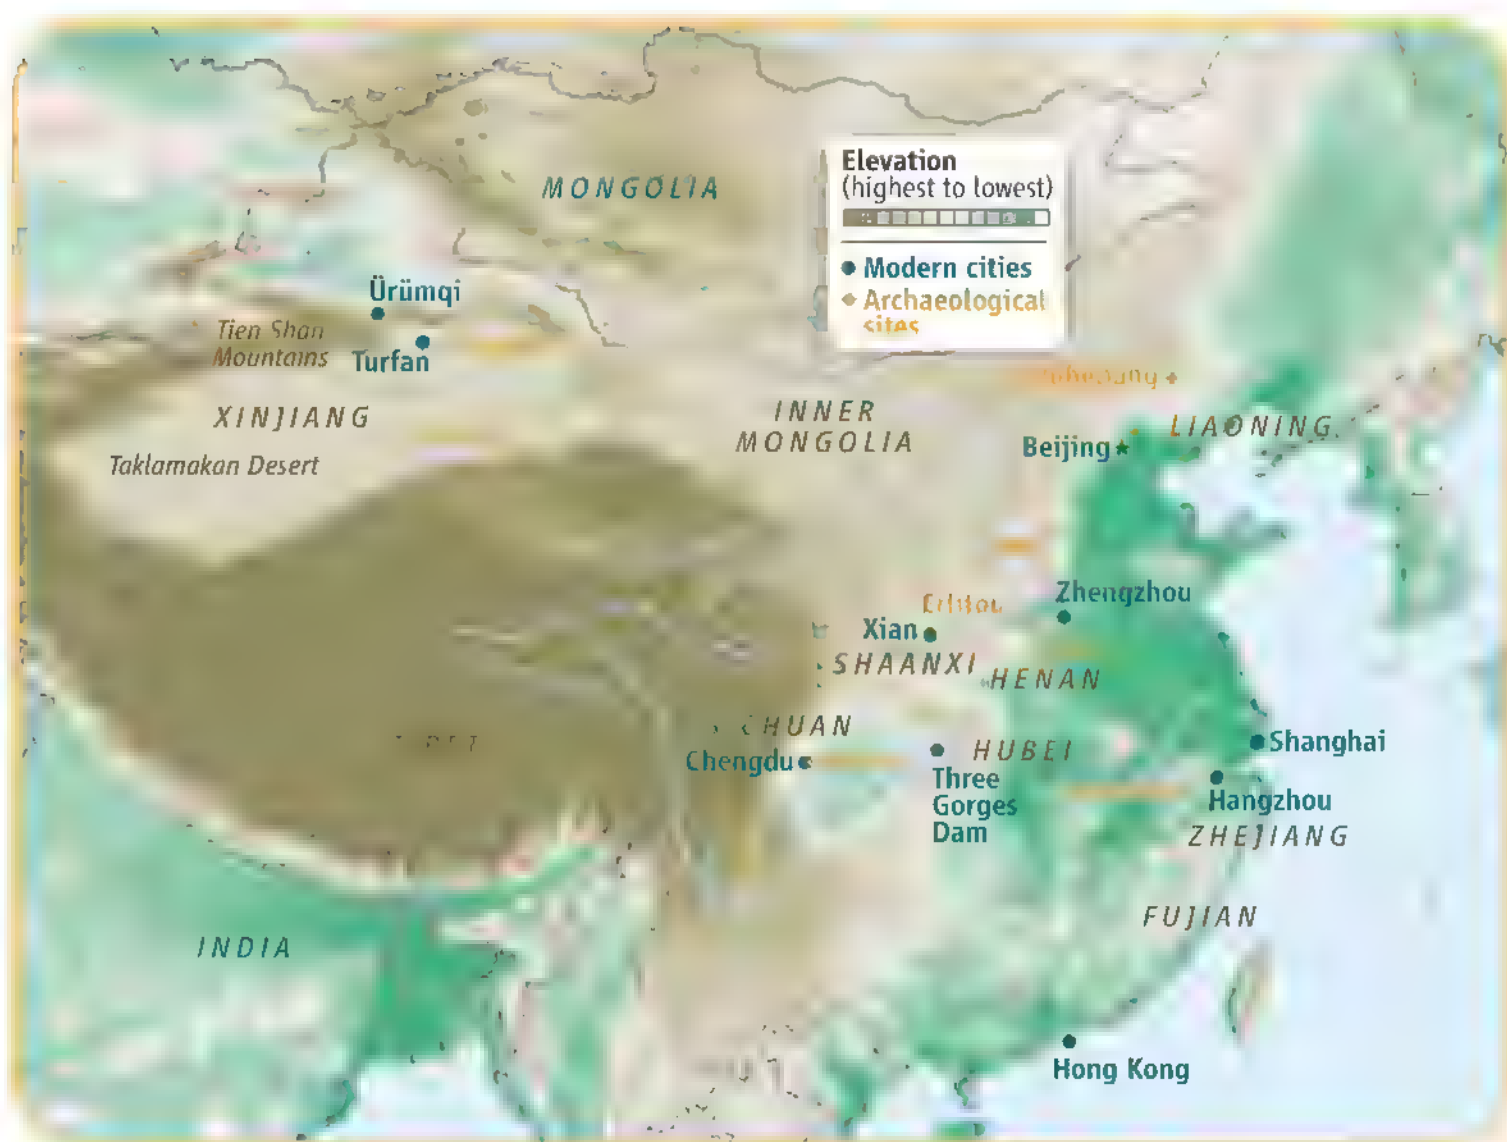 Elevation
(highest to lowest)
MONGOLIA
Modern cities
Ürümqi
Archaeological
sites
Tien Shan
Mountains
Turfan
XINJIANG
INNER
MONGOLIA
LIAONING
Beijing
Taklamakan Desert
Zhengzhou
Erlitou
Xian
SHAANXI
HENAN
Shanghai
HUBEI
Chengdu
Three
Gorges
Dam
Hangzhou
ZHEJIANG
FUJIAN
INDIA
Hong Kong